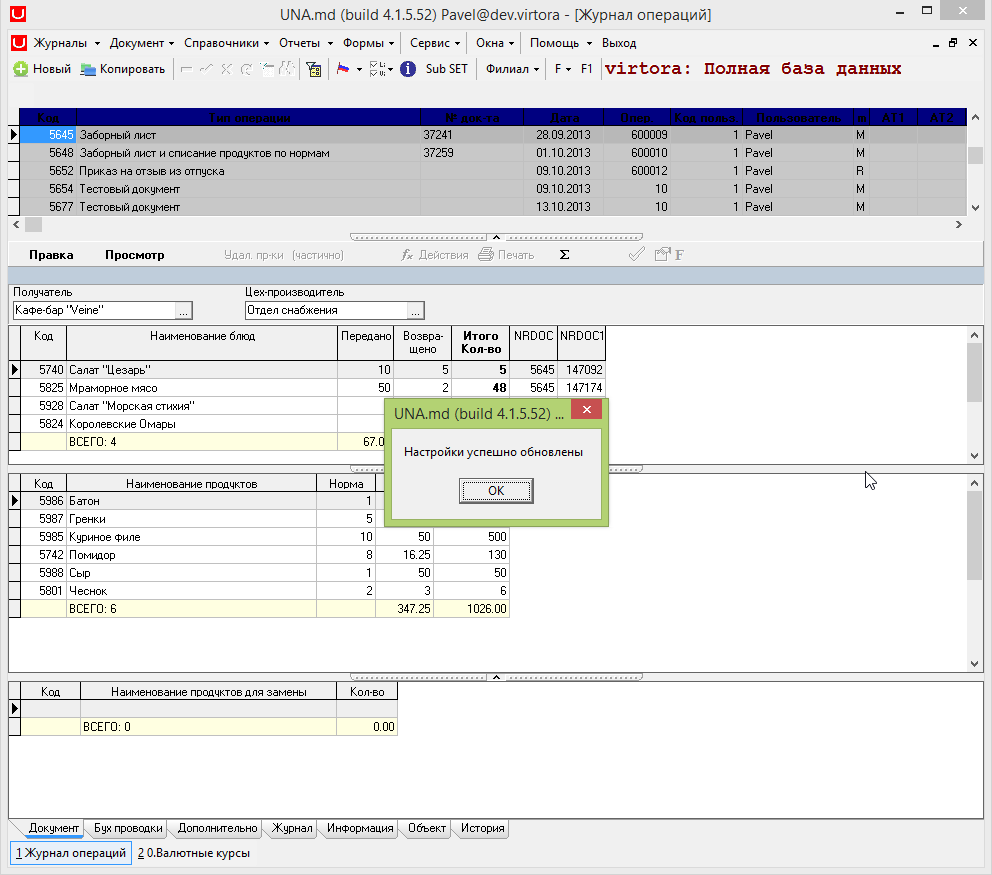 UNA.md (build 4.1.5.52) Pavel@dev.virtora - [Журнал операций]
Журналы Документ Справочники Отчеты Формы Сервис Окна Помощь Выход
Новый Копировать Sub SET Филиал F F1 virtora: Полная база данных
Код Тип операции № док-та Дата Опер. Код польз. Пользователь m AT1 AT2
5645 Заборный лист 37241 28.09.2013 600009 1 Pavel M
5648 Заборный лист и списание продуктов по нормам 37259 01.10.2013 600010 1 Pavel M
5652 Приказ на отзыв из отпуска 09.10.2013 600012 1 Pavel R
5654 Тестовый документ 09.10.2013 10 1 Pavel M
5677 Тестовый документ 13.10.2013 10 1 Pavel M
Правка Просмотр Удал. пр-ки (частично) fx Действия Печать Σ F
Получатель Цех-производитель
Кафе-бар "Veine" ... Отдел снабжения ...
Код Наименование блюд Передано Возвра-щено Итого Кол-во NRDOC NRDOC1
5740 Салат "Цезарь" 10 5 5 5645 147092
5825 Мраморное мясо 50 2 48 5645 147174
5928 Салат "Морская стихия"
5824 Королевские Омары
ВСЕГО: 4 67.0
UNA.md (build 4.1.5.52) ...
Настройки успешно обновлены
OK
Код Наименование продуктов Норма
5986 Батон 1
5987 Гренки 5
5985 Куриное филе 10 50 500
5742 Помидор 8 16.25 130
5988 Сыр 1 50 50
5801 Чеснок 2 3 6
ВСЕГО: 6 347.25 1026.00
Код Наименование продуктов для замены Кол-во
ВСЕГО: 0 0.00
Документ Бух проводки Дополнительно Журнал Информация Объект История
1 Журнал операций 2 0.Валютные курсы